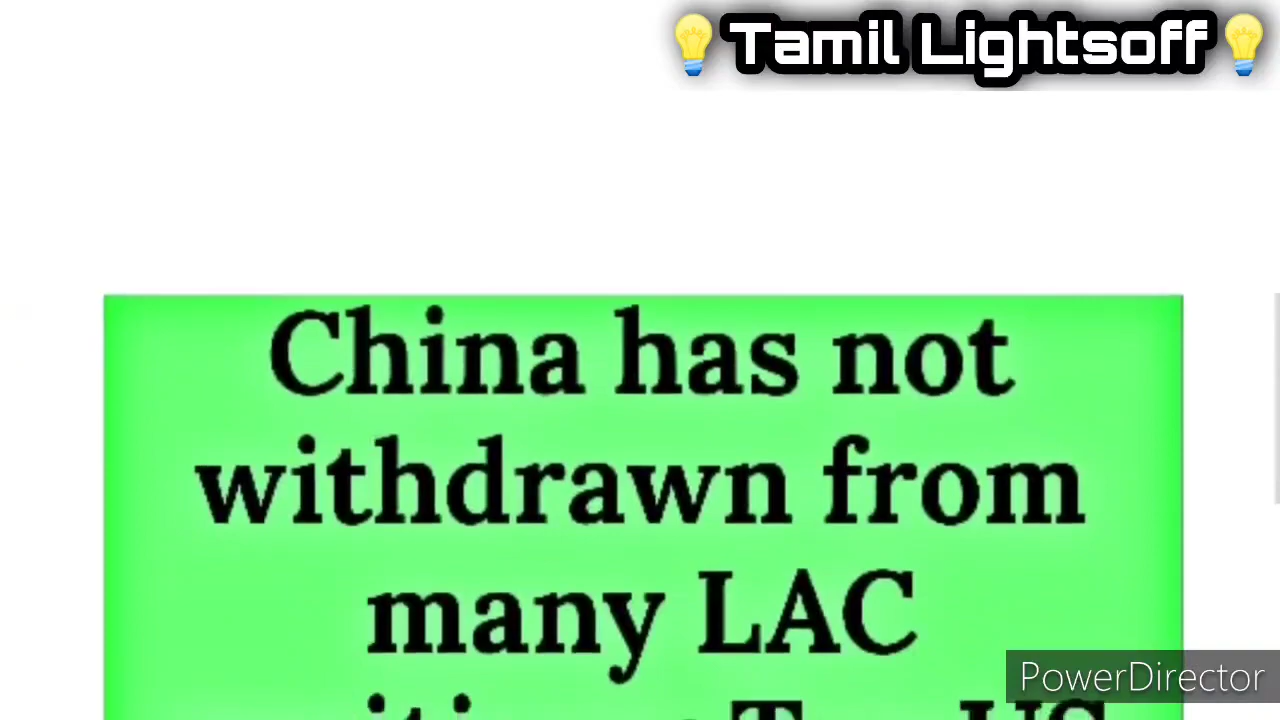 Tamil Lightsoff
China has not
withdrawn from
many LAC
PowerDirector